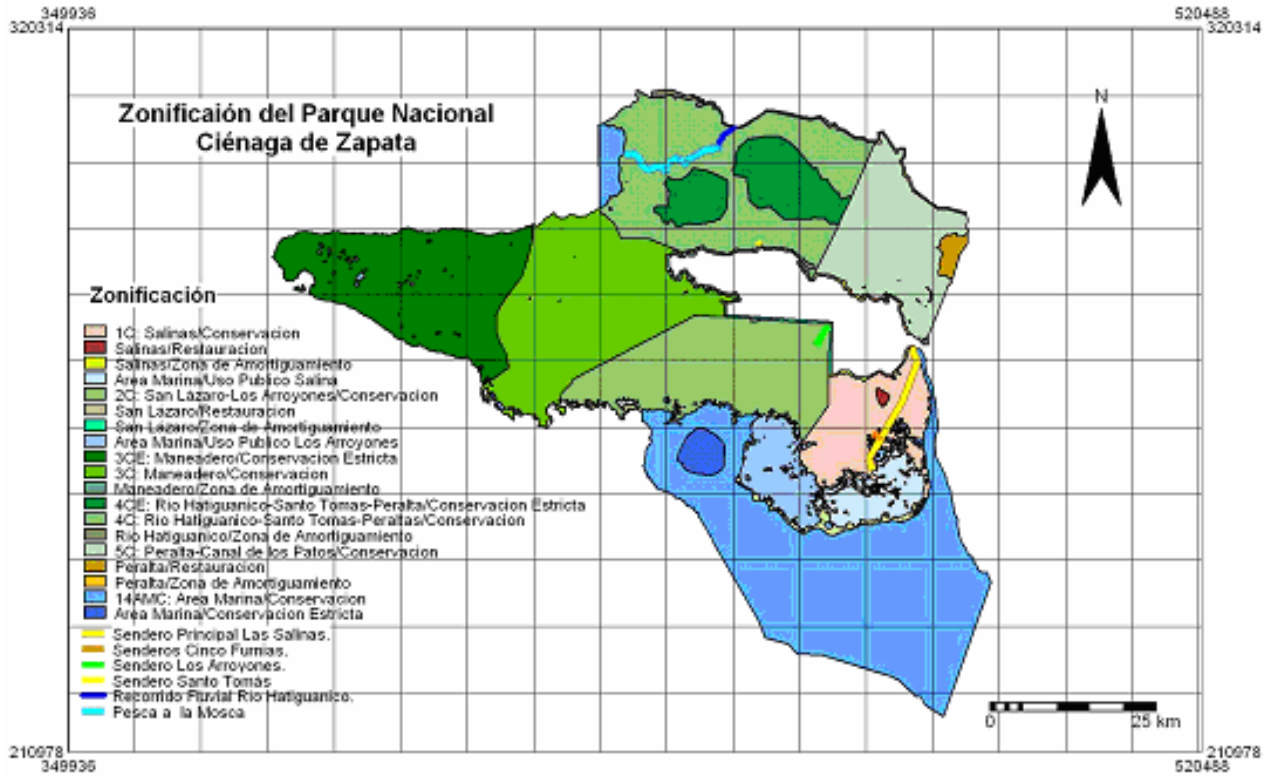 349936
520488
320314
320314
Zonificaión del Parque Nacional
Ciénaga de Zapata
N
Zonificación
1C: Salinas/Conservacion
Salinas/Restauracion
Salinas/Zona de Amortiguamiento
Area Marina/Uso Publico Salina
2C: San Lázaro-Los Arroyones/Conservacion
San Lazaro/Restauracion
San Lazaro/Zona de Amortiguamiento
Area Marina/Uso Publico Los Arroyones
3CE: Maneadero/Conservacion Estricta
3C: Maneadero/Conservacion
Maneadero/Zona de Amortiguamiento
4CE: Rio Hatiguanico-Santo Tomas-Peralta/Conservacion Estricta
4C: Rio Hatiguanico-Santo Tomas-Peraltas/Conservacion
Rio Hatiguanico/Zona de Amortiguamiento
5C: Peralta-Canal de los Patos/Conservacion
Peralta/Restauracion
Peralta/Zona de Amortiguamiento
14AMC: Area Marina/Conservacion
Area Marina/Conservacion Estricta
Sendero Principal Las Salinas.
Senderos Cinco Furnias.
Sendero Los Arroyones.
Sendero Santo Tomás
Recorrido Fluvial Río Hatiguanico.
Pesca a la Mosca
0 25 km
210978
210978
349936
520488